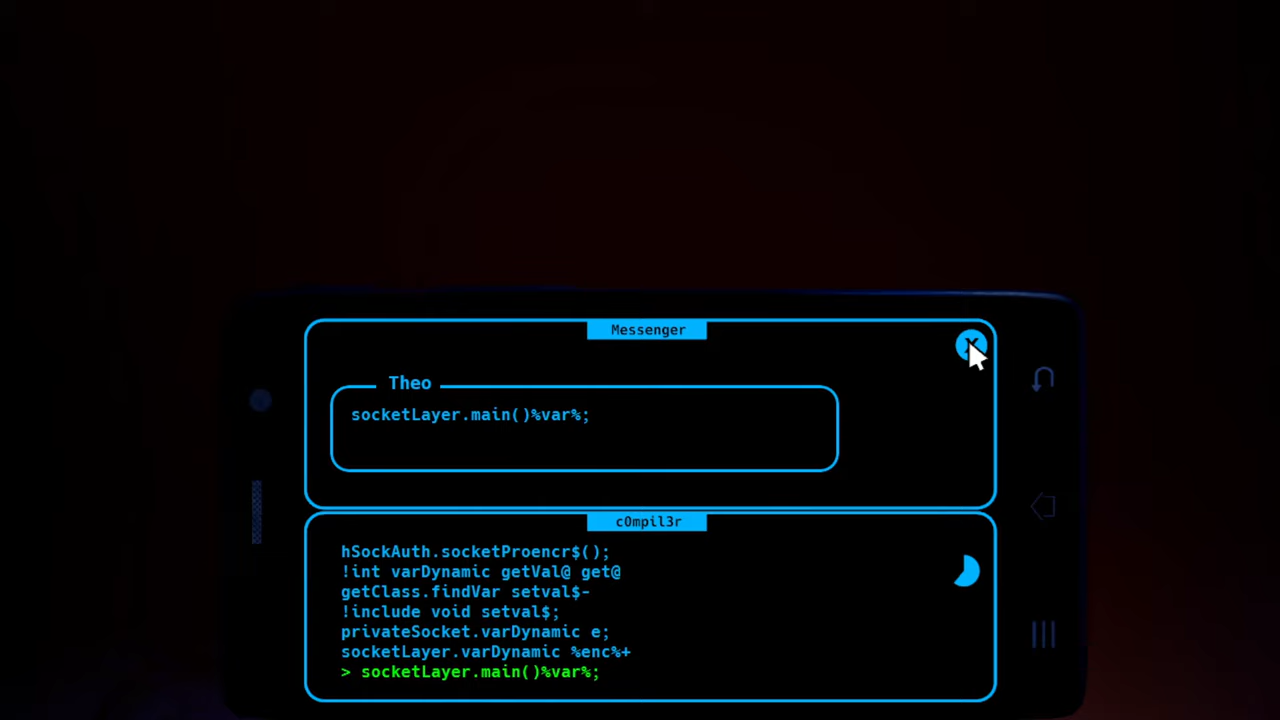 Messenger
X
Theo
socketLayer.main()%var%;
c0mpil3r
hSockAuth.socketProencr$();
!int varDynamic getVal@ get@
getClass.findVar setval$-
!include void setval$;
privateSocket.varDynamic e;
socketLayer.varDynamic %enc%+
> socketLayer.main()%var%;